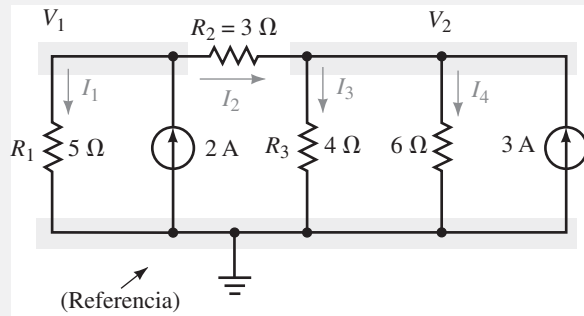 V1
R2 = 3 Ω
V2
I1
I2
I3
I4
R1
5 Ω
2 A
R3
4 Ω
6 Ω
3 A
(Referencia)